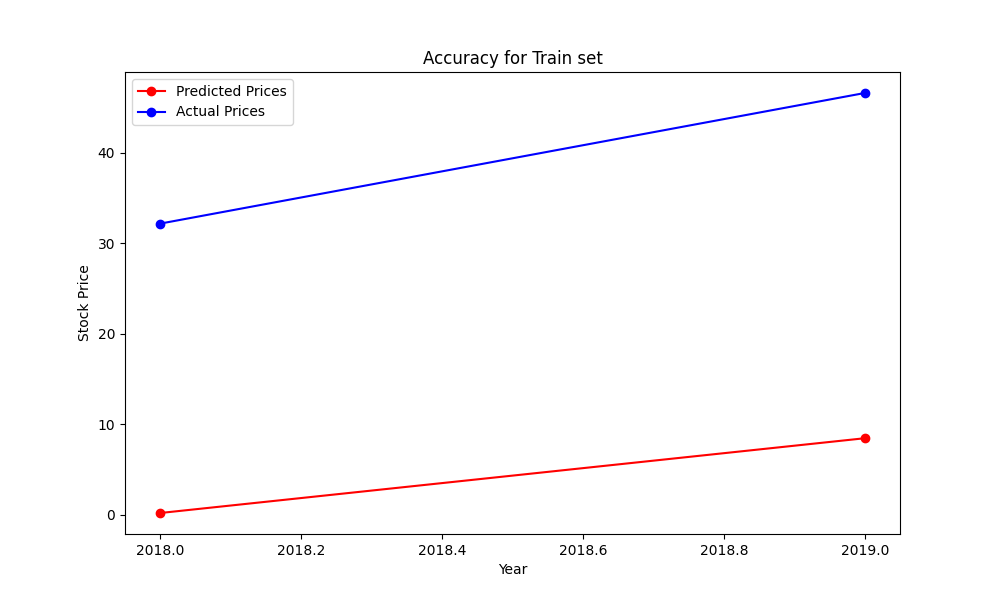 Accuracy for Train set
Predicted Prices
Actual Prices
Stock Price
40
30
20
10
0
2018.0 2018.2 2018.4 2018.6 2018.8 2019.0
Year